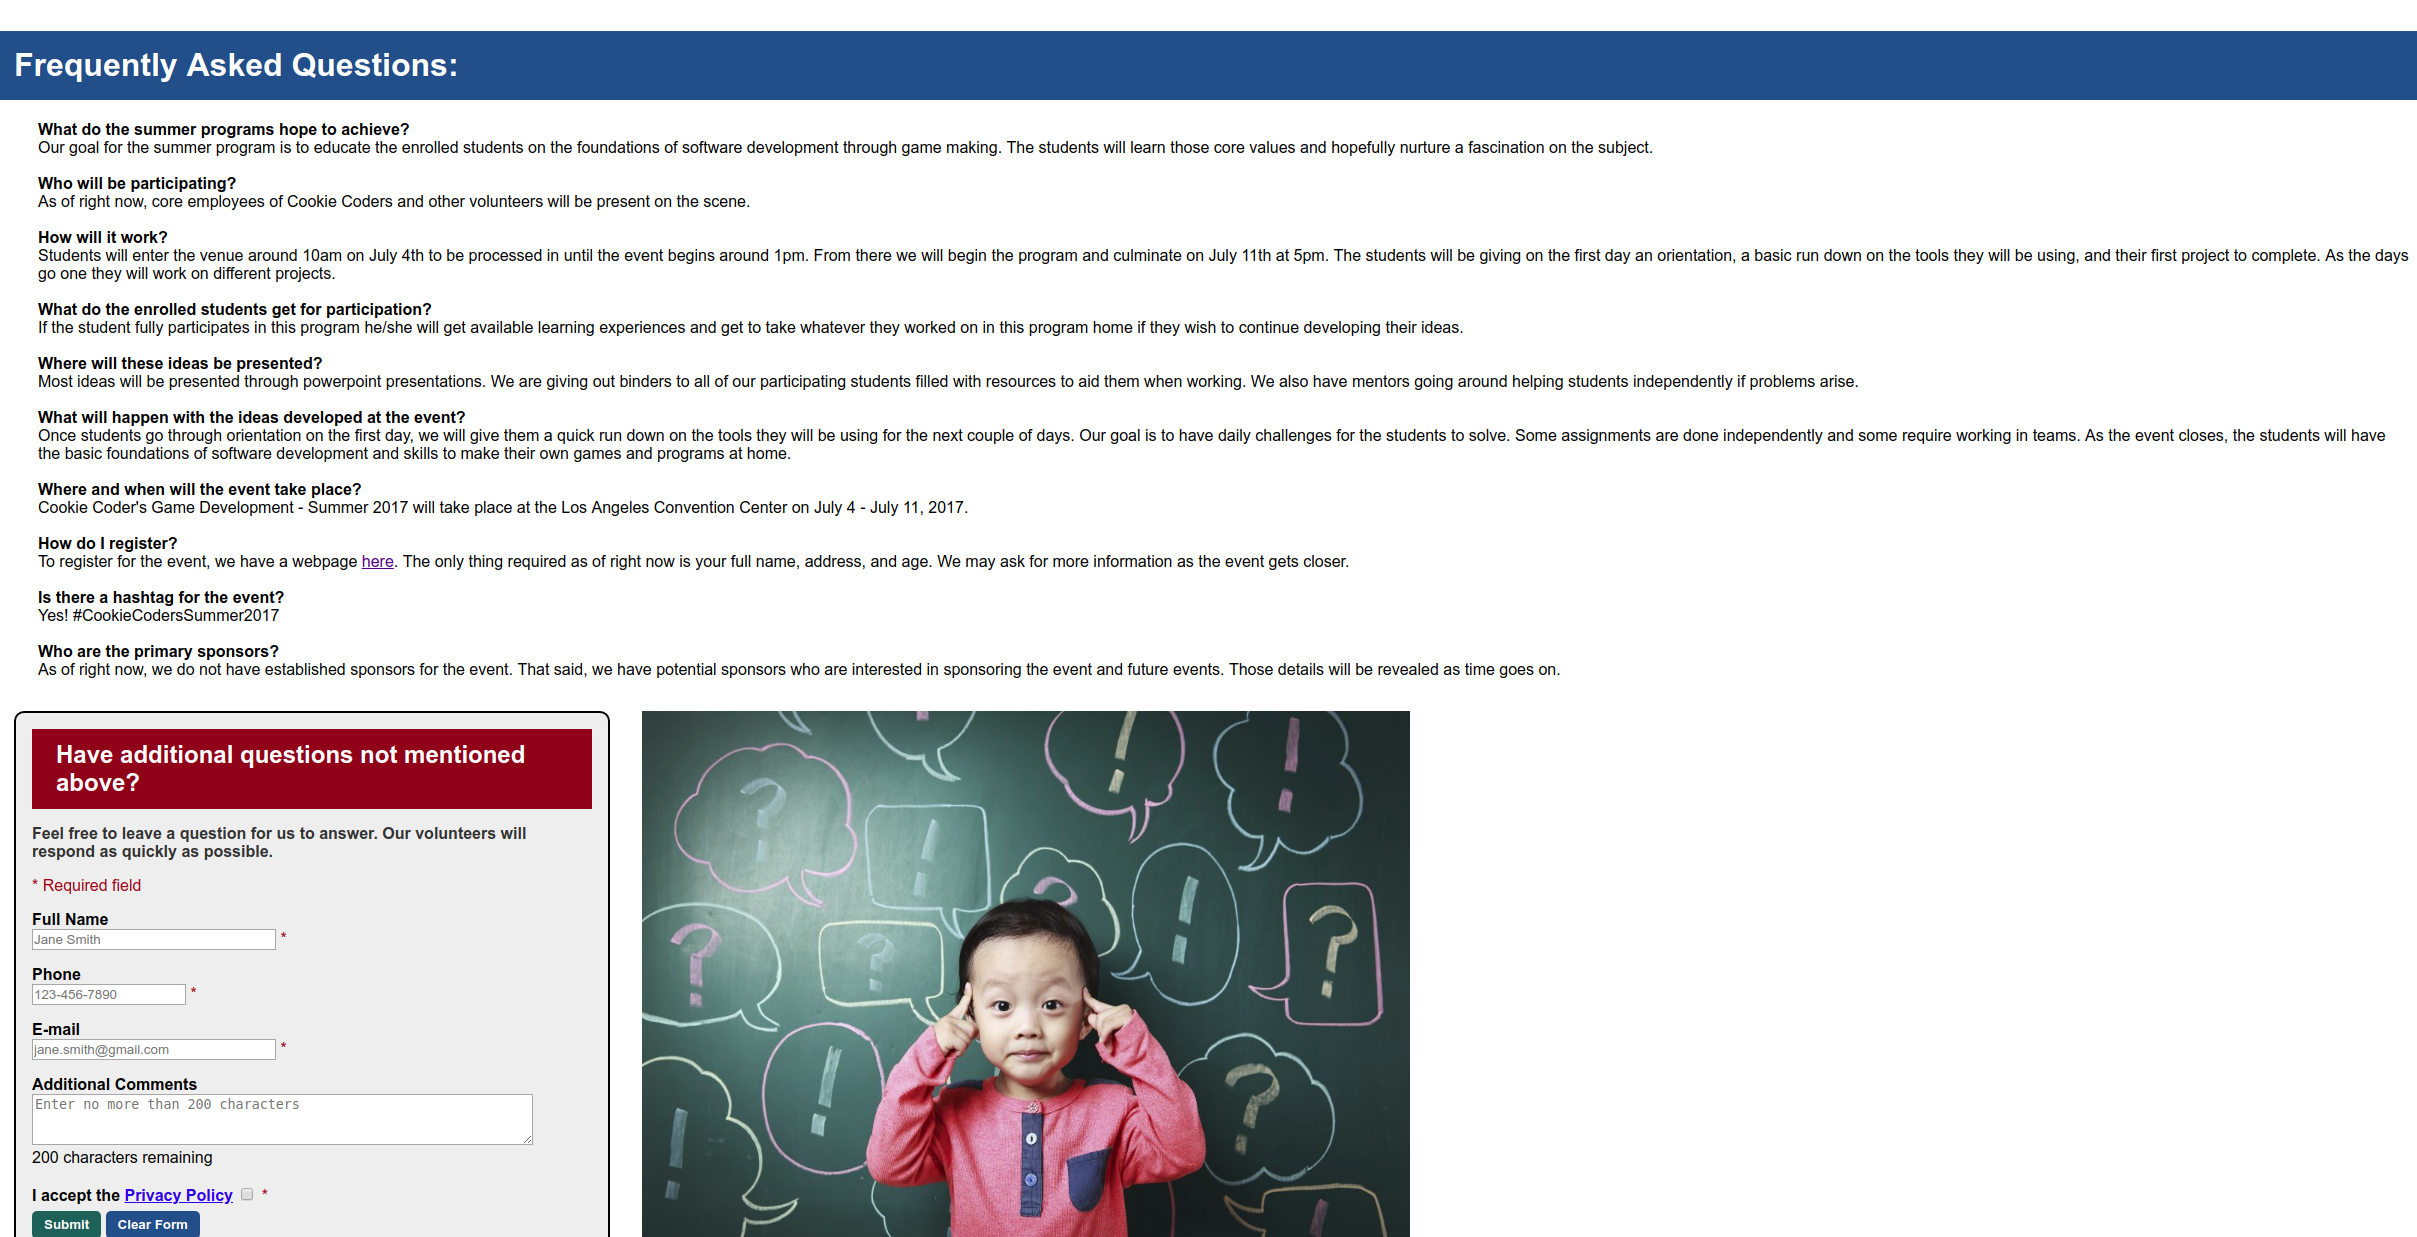 Frequently Asked Questions:
What do the summer programs hope to achieve?
Our goal for the summer program is to educate the enrolled students on the foundations of software development through game making. The students will learn those core values and hopefully nurture a fascination on the subject.
Who will be participating?
As of right now, core employees of Cookie Coders and other volunteers will be present on the scene.
How will it work?
Students will enter the venue around 10am on July 4th to be processed in until the event begins around 1pm. From there we will begin the program and culminate on July 11th at 5pm. The students will be giving on the first day an orientation, a basic run down on the tools they will be using, and their first project to complete. As the days
go one they will work on different projects.
What do the enrolled students get for participation?
If the student fully participates in this program he/she will get available learning experiences and get to take whatever they worked on in this program home if they wish to continue developing their ideas.
Where will these ideas be presented?
Most ideas will be presented through powerpoint presentations. We are giving out binders to all of our participating students filled with resources to aid them when working. We also have mentors going around helping students independently if problems arise.
What will happen with the ideas developed at the event?
Once students go through orientation on the first day, we will give them a quick run down on the tools they will be using for the next couple of days. Our goal is to have daily challenges for the students to solve. Some assignments are done independently and some require working in teams. As the event closes, the students will have
the basic foundations of software development and skills to make their own games and programs at home.
Where and when will the event take place?
Cookie Coder's Game Development - Summer 2017 will take place at the Los Angeles Convention Center on July 4 - July 11, 2017.
How do I register?
To register for the event, we have a webpage here. The only thing required as of right now is your full name, address, and age. We may ask for more information as the event gets closer.
Is there a hashtag for the event?
Yes! #CookieCodersSummer2017
Who are the primary sponsors?
As of right now, we do not have established sponsors for the event. That said, we have potential sponsors who are interested in sponsoring the event and future events. Those details will be revealed as time goes on.
Have additional questions not mentioned
above?
Feel free to leave a question for us to answer. Our volunteers will
respond as quickly as possible.
* Required field
Full Name
Jane Smith *
Phone
123-456-7890 *
E-mail
jane.smith@gmail.com *
Additional Comments
Enter no more than 200 characters
200 characters remaining
I accept the Privacy Policy *
Submit Clear Form